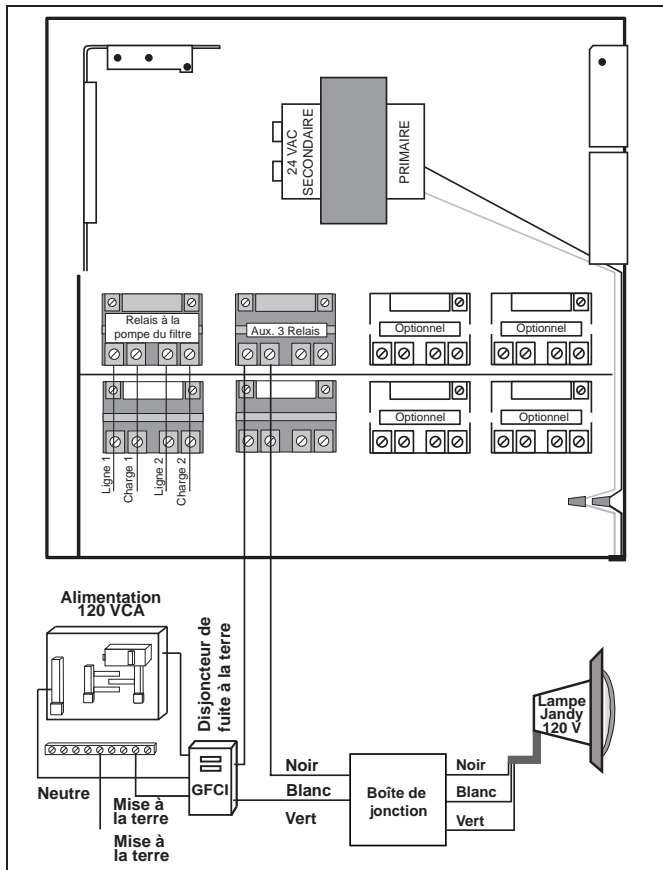 24 VAC
SECONDAIRE
PRIMAIRE
Relais à la
pompe du filtre
Aux. 3 Relais
Optionnel
Optionnel
Optionnel
Optionnel
Ligne 1
Charge 1
Ligne 2
Charge 2
Alimentation
120 VCA
Disjoncteur de
fuite à la terre
Lampe
Jandy
120 V
GFCI
Neutre
Mise à
la terre
Mise à
la terre
Noir
Blanc
Vert
Boîte de
jonction
Noir
Blanc
Vert